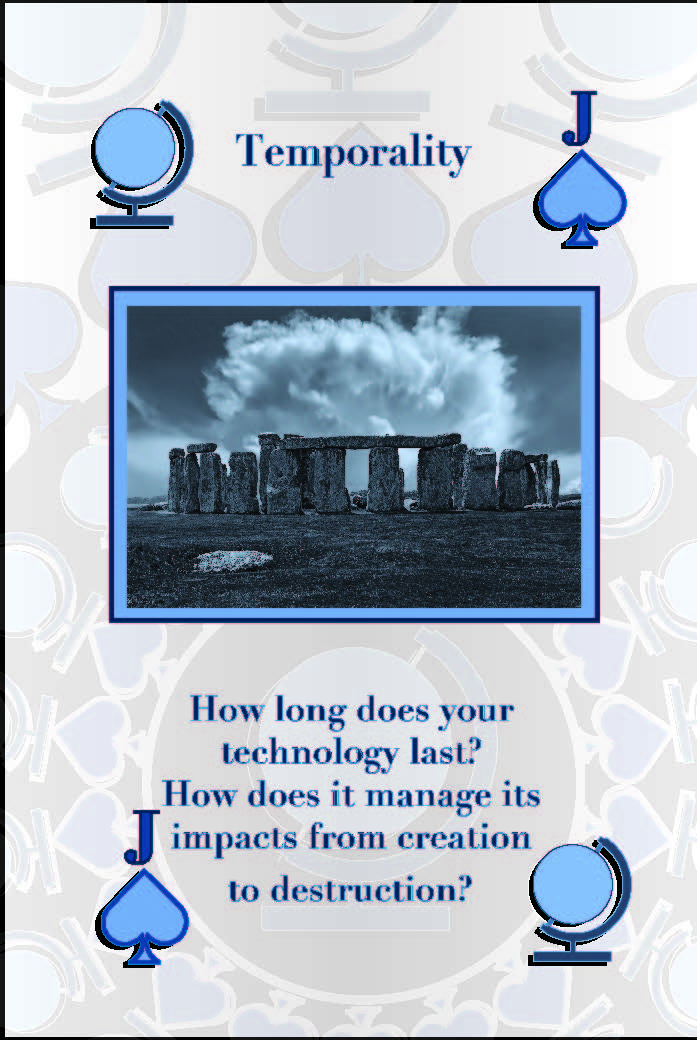 Temporality
J
How long does your
technology last?
How does it manage its
impacts from creation
to destruction?
J